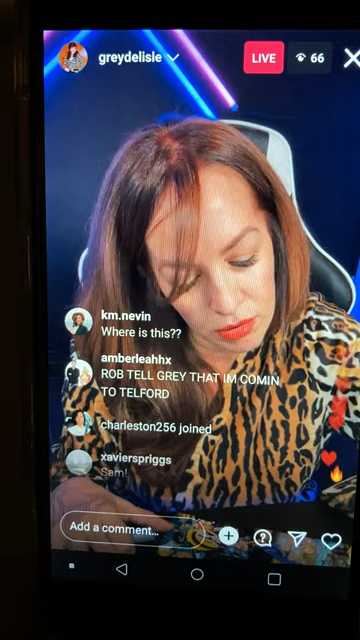 greydelisle
LIVE
66
km.nevin
Where is this??
amberleahhx
ROB TELL GREY THAT IM COMIN
TO TELFORD
charleston256 joined
xavierspriggs
Sam!
Add a comment...